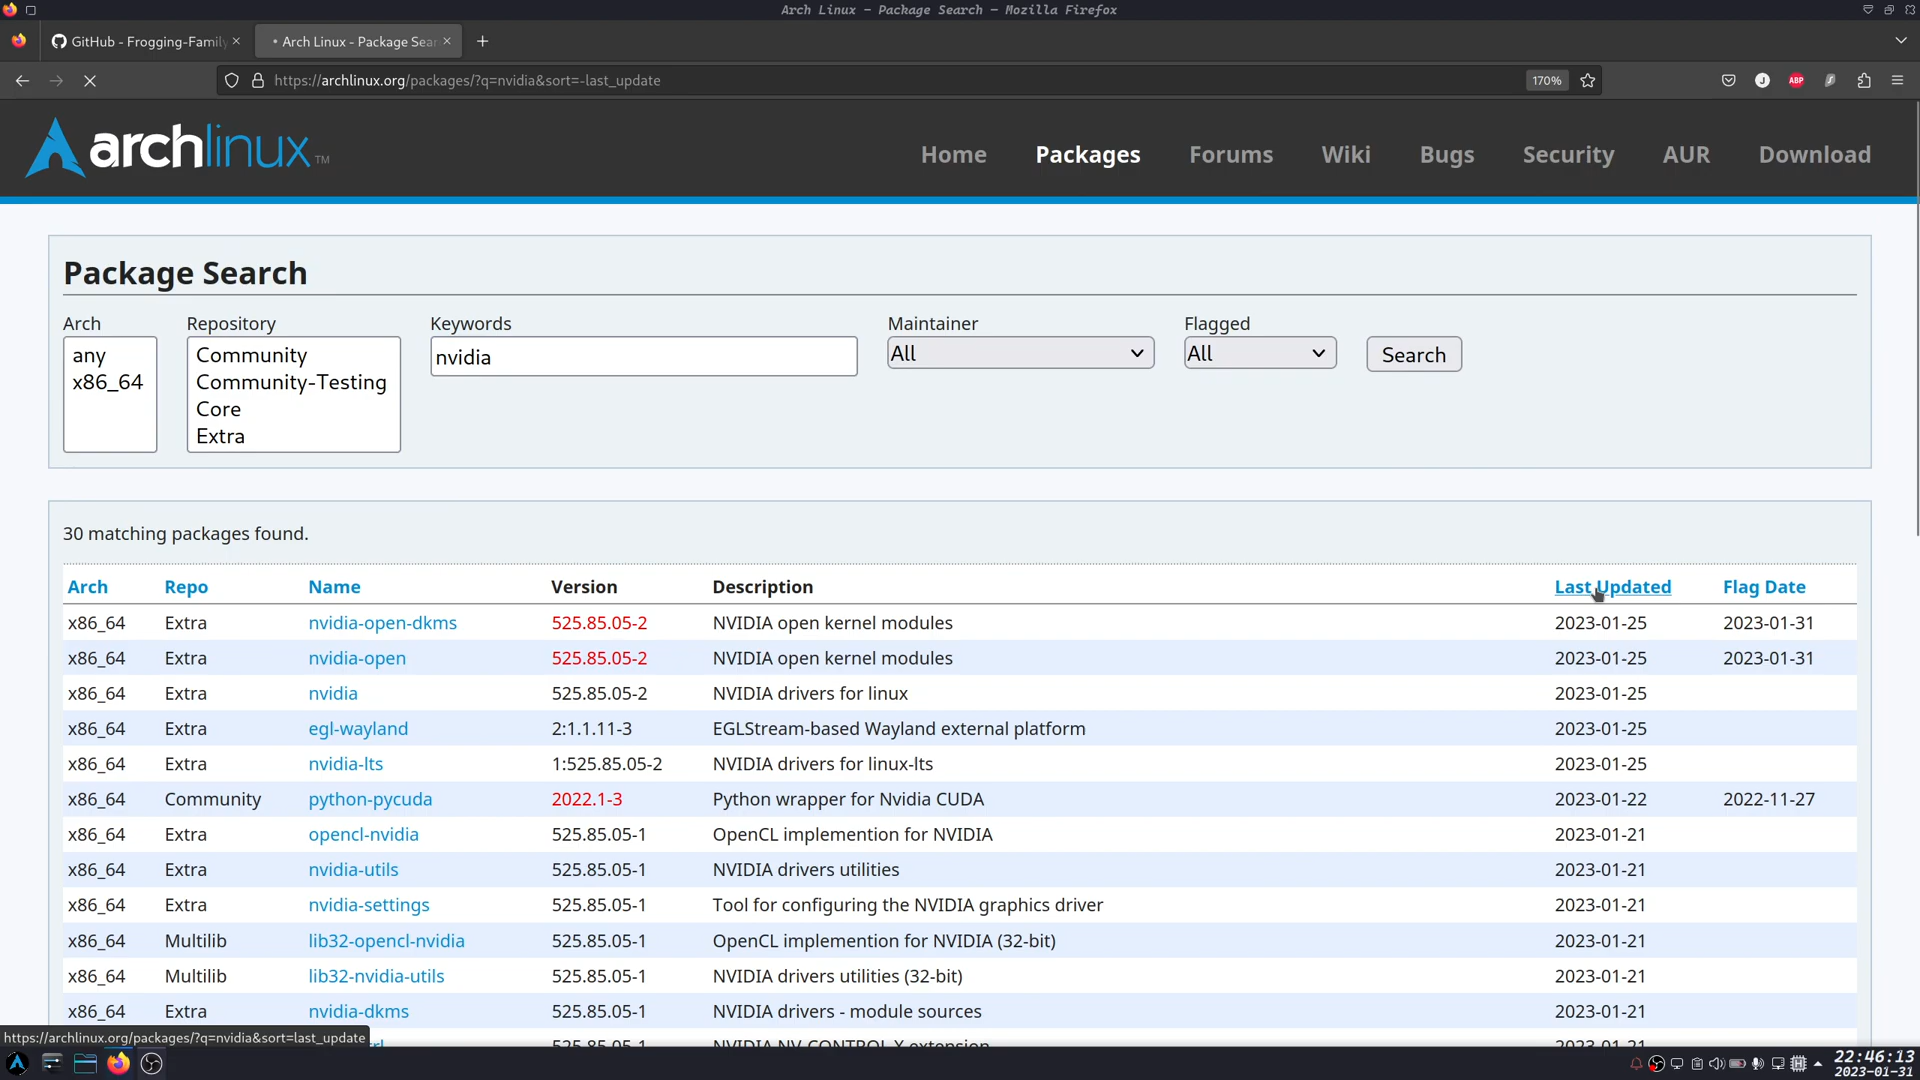 Arch Linux — Package Search — Mozilla Firefox
GitHub - Frogging-Family
Arch Linux - Package Sear
https://archlinux.org/packages/?q=nvidia&sort=-last_update
170%
ABP
archlinux™
Home Packages Forums Wiki Bugs Security AUR Download
Package Search
Arch Repository Keywords Maintainer Flagged
any
x86_64
Community
Community-Testing
Core
Extra
nvidia
All
All
Search
30 matching packages found.
Arch Repo Name Version Description Last Updated Flag Date
x86_64 Extra nvidia-open-dkms 525.85.05-2 NVIDIA open kernel modules 2023-01-25 2023-01-31
x86_64 Extra nvidia-open 525.85.05-2 NVIDIA open kernel modules 2023-01-25 2023-01-31
x86_64 Extra nvidia 525.85.05-2 NVIDIA drivers for linux 2023-01-25
x86_64 Extra egl-wayland 2:1.1.11-3 EGLStream-based Wayland external platform 2023-01-25
x86_64 Extra nvidia-lts 1:525.85.05-2 NVIDIA drivers for linux-lts 2023-01-25
x86_64 Community python-pycuda 2022.1-3 Python wrapper for Nvidia CUDA 2023-01-22 2022-11-27
x86_64 Extra opencl-nvidia 525.85.05-1 OpenCL implemention for NVIDIA 2023-01-21
x86_64 Extra nvidia-utils 525.85.05-1 NVIDIA drivers utilities 2023-01-21
x86_64 Extra nvidia-settings 525.85.05-1 Tool for configuring the NVIDIA graphics driver 2023-01-21
x86_64 Multilib lib32-opencl-nvidia 525.85.05-1 OpenCL implemention for NVIDIA (32-bit) 2023-01-21
x86_64 Multilib lib32-nvidia-utils 525.85.05-1 NVIDIA drivers utilities (32-bit) 2023-01-21
x86_64 Extra nvidia-dkms 525.85.05-1 NVIDIA drivers - module sources 2023-01-21
525.85.05-1 NVIDIA NV-CONTROL X extension 2023-01-21
https://archlinux.org/packages/?q=nvidia&sort=last_update
22:46:13
2023-01-31